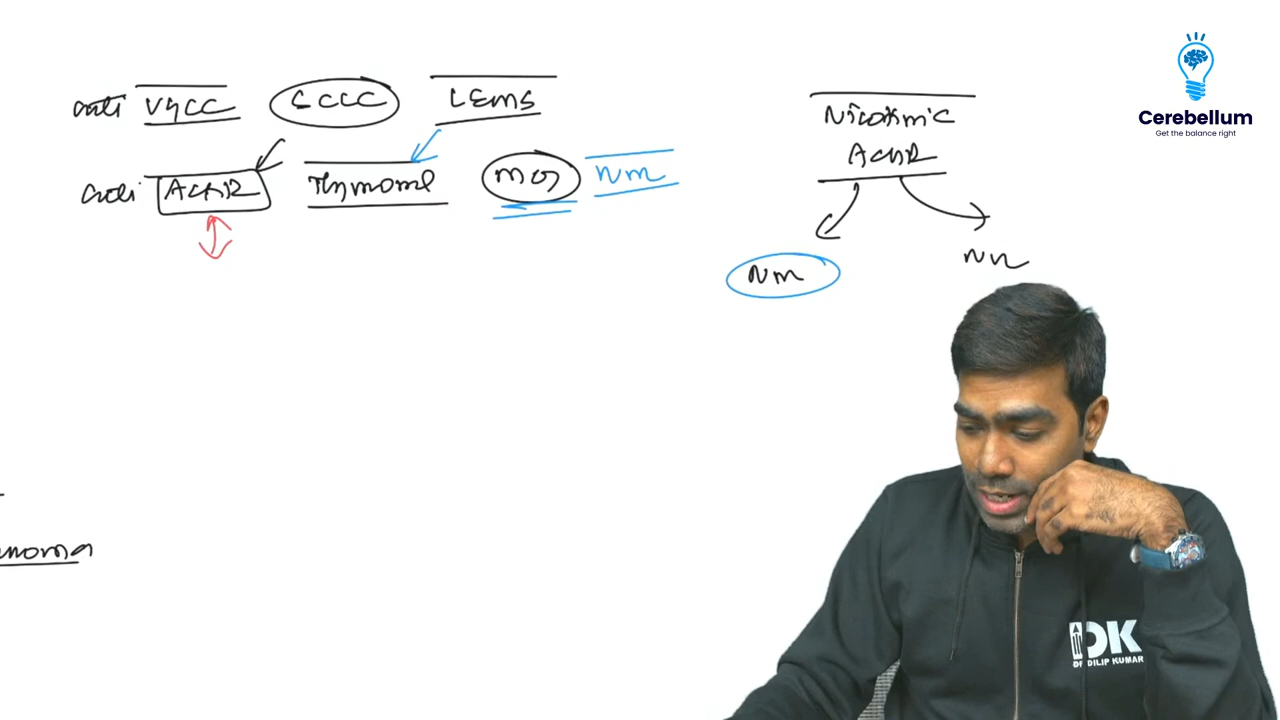 anti VGCC SCLC LEMS
anti AChR Thymoma MG Nm
Nicotinic
AChR
Nm Nn
noma
Cerebellum
Get the balance right
DK
DR DILIP KUMAR